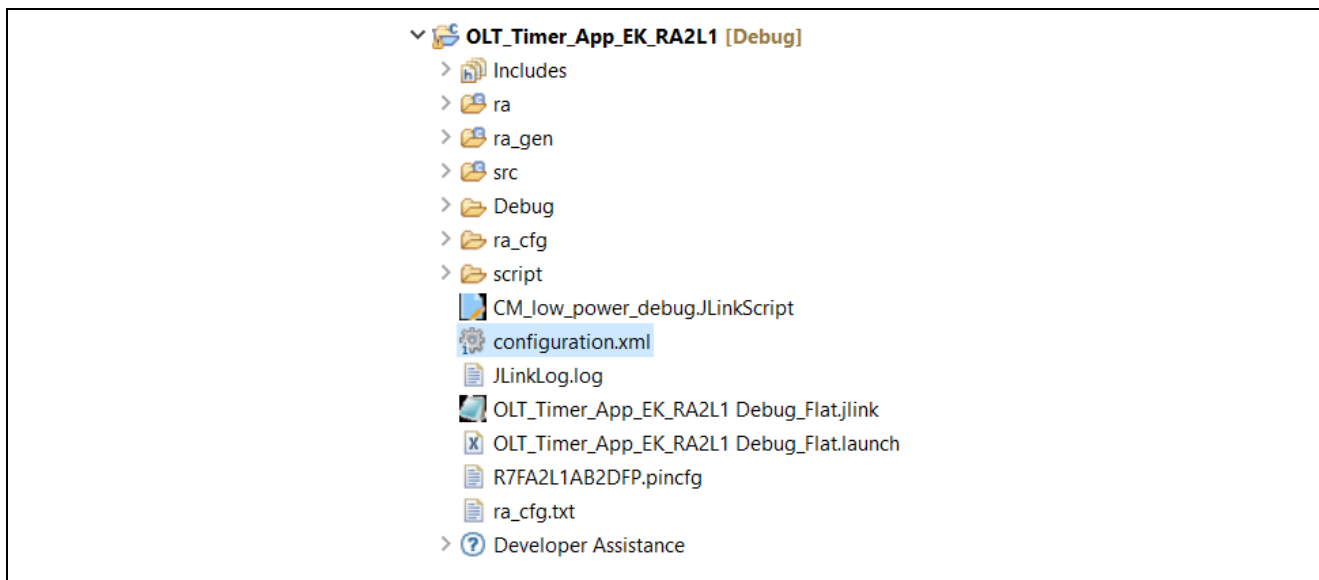 OLT_Timer_App_EK_RA2L1 [Debug]
Includes
ra
ra_gen
src
Debug
ra_cfg
script
CM_low_power_debug.JLinkScript
configuration.xml
JLinkLog.log
OLT_Timer_App_EK_RA2L1 Debug_Flat.jlink
OLT_Timer_App_EK_RA2L1 Debug_Flat.launch
R7FA2L1AB2DFP.pincfg
ra_cfg.txt
Developer Assistance